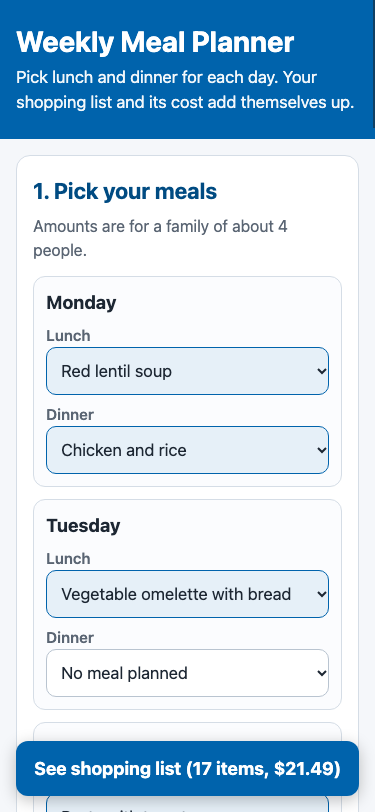 Weekly Meal Planner
Pick lunch and dinner for each day. Your
shopping list and its cost add themselves up.
1. Pick your meals
Amounts are for a family of about 4
people.
Monday
Lunch
Red lentil soup
Dinner
Chicken and rice
Tuesday
Lunch
Vegetable omelette with bread
Dinner
No meal planned
See shopping list (17 items, $21.49)